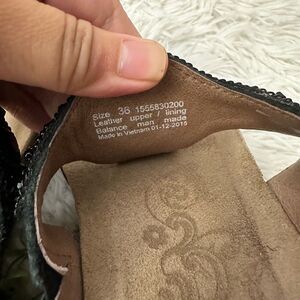 Size 36 1555830200
Leather upper / lining
Balance man made
Made in Vietnam 01-12-2015